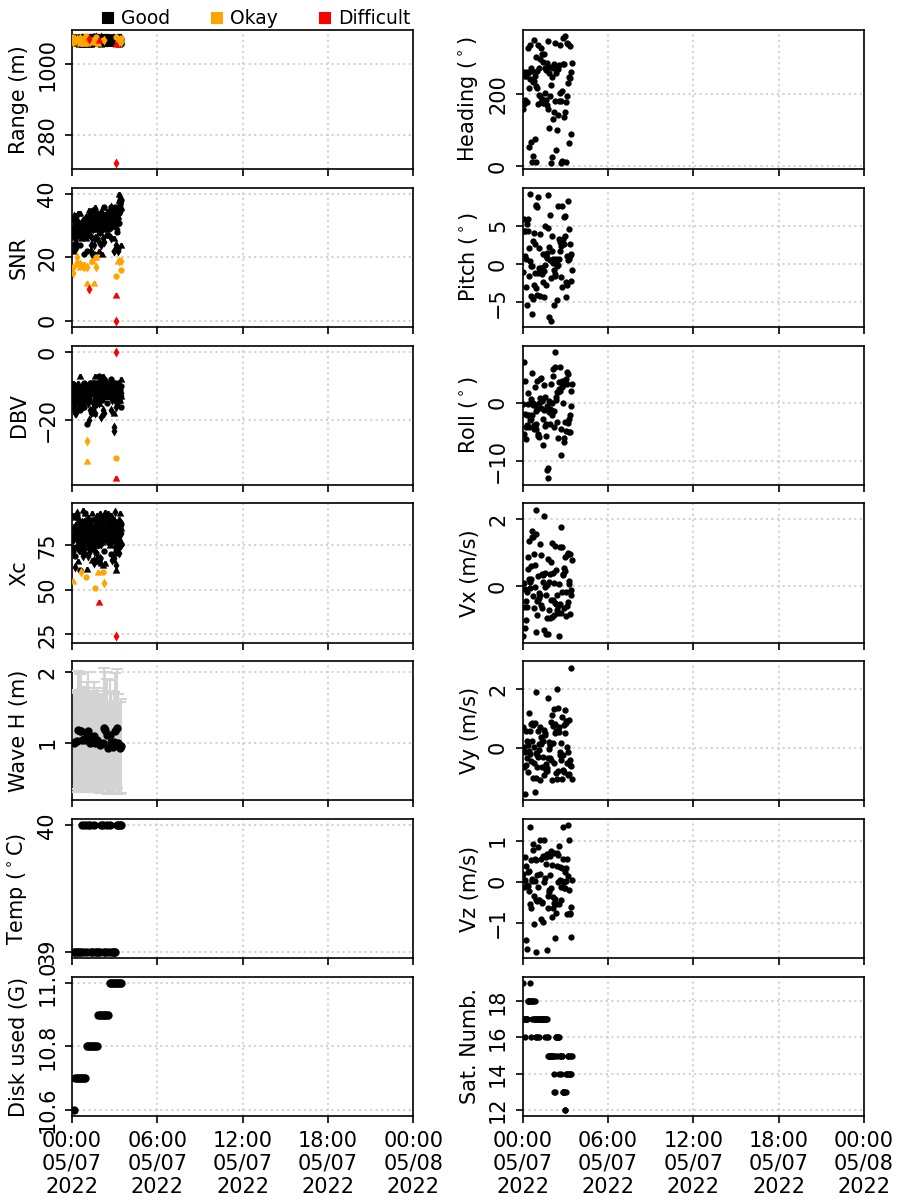 Good Okay Difficult
Range (m)
1000
280
Heading (°)
200
0
SNR
40
20
0
Pitch (°)
5
0
−5
DBV
0
−20
Roll (°)
0
−10
Xc
75
50
25
Vx (m/s)
2
0
Wave H (m)
2
1
Vy (m/s)
2
0
Temp (°C)
40
39
Vz (m/s)
1
0
−1
Disk used (G)
11.0
10.8
10.6
Sat. Numb.
18
16
14
12
00:00 06:00 12:00 18:00 00:00
05/07 05/07 05/07 05/07 05/08
2022 2022 2022 2022 2022
00:00 06:00 12:00 18:00 00:00
05/07 05/07 05/07 05/07 05/08
2022 2022 2022 2022 2022